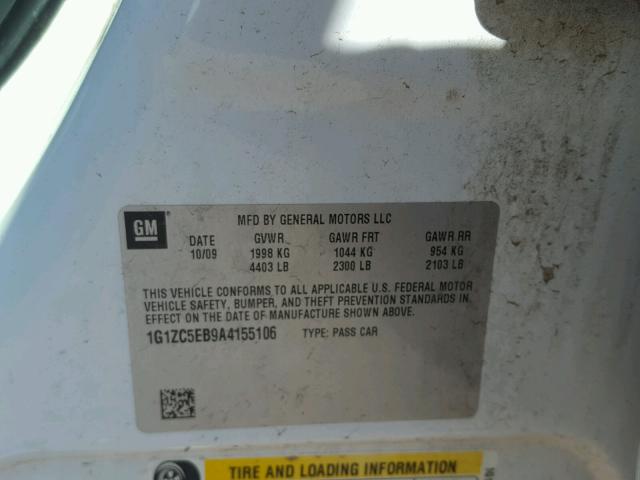 GM
MFD BY GENERAL MOTORS LLC
DATE GVWR GAWR FRT GAWR RR
10/09 1998 KG 1044 KG 954 KG
4403 LB 2300 LB 2103 LB
THIS VEHICLE CONFORMS TO ALL APPLICABLE U.S. FEDERAL MOTOR
VEHICLE SAFETY, BUMPER, AND THEFT PREVENTION STANDARDS IN
EFFECT ON THE DATE OF MANUFACTURE SHOWN ABOVE.
1G1ZC5EB9A4155106 TYPE: PASS CAR
TIRE AND LOADING INFORMATION